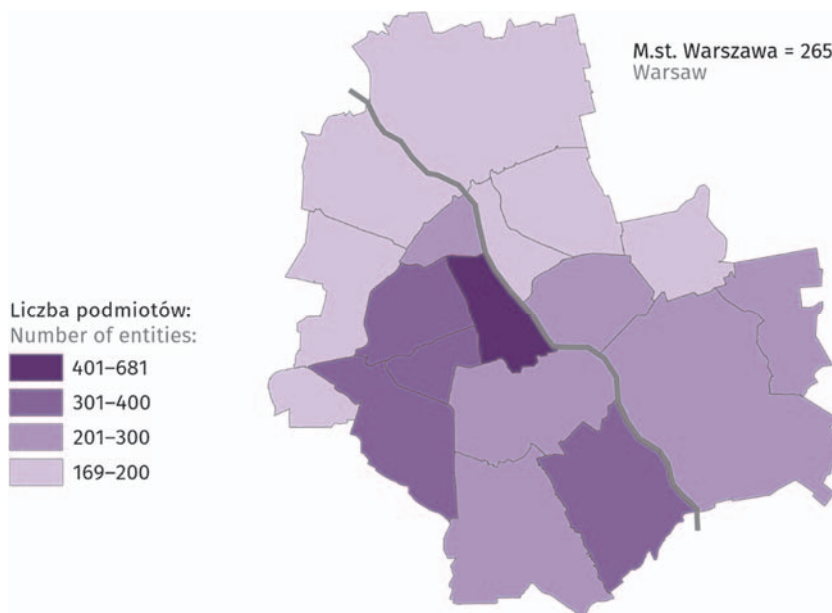 M.st. Warszawa = 265
Warsaw
Liczba podmiotów:
Number of entities:
401–681
301–400
201–300
169–200